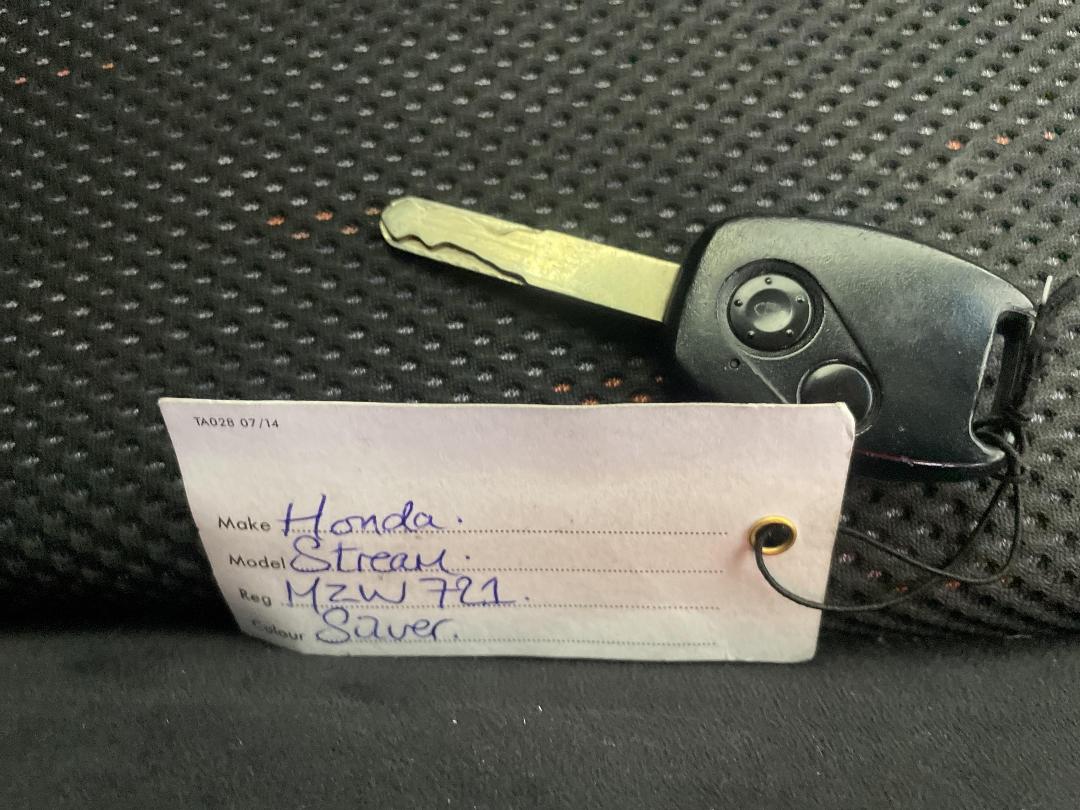 TA028 07/14
Make Honda.
Model Stream.
Reg MZW 721.
Colour Silver.